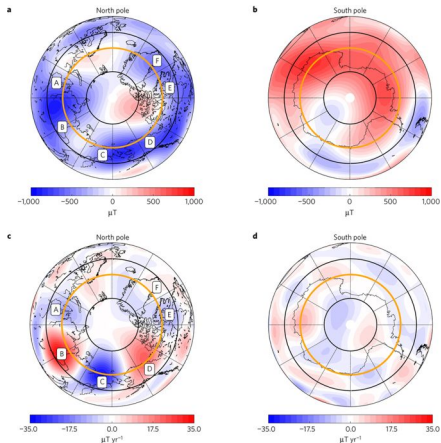 a
North pole
b
South pole
A
B
C
D
E
F
−1,000 −500 0 500 1,000
µT
−1,000 −500 0 500 1,000
µT
c
North pole
d
South pole
A
B
C
D
E
F
−35.0 −17.5 0.0 17.5 35.0
µT yr⁻¹
−35.0 −17.5 0.0 17.5 35.0
µT yr⁻¹